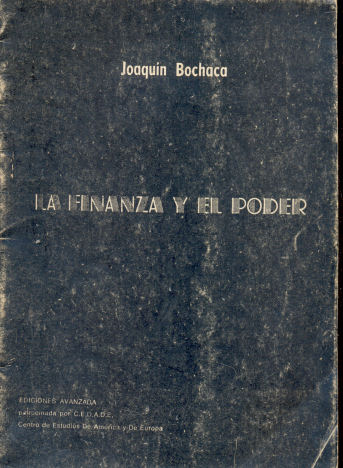 Joaquín Bochaca
LA FINANZA Y EL PODER
EDICIONES AVANZADA
patrocinada por C.E.D.A.D.E.
Centro de Estudios De América y De Europa